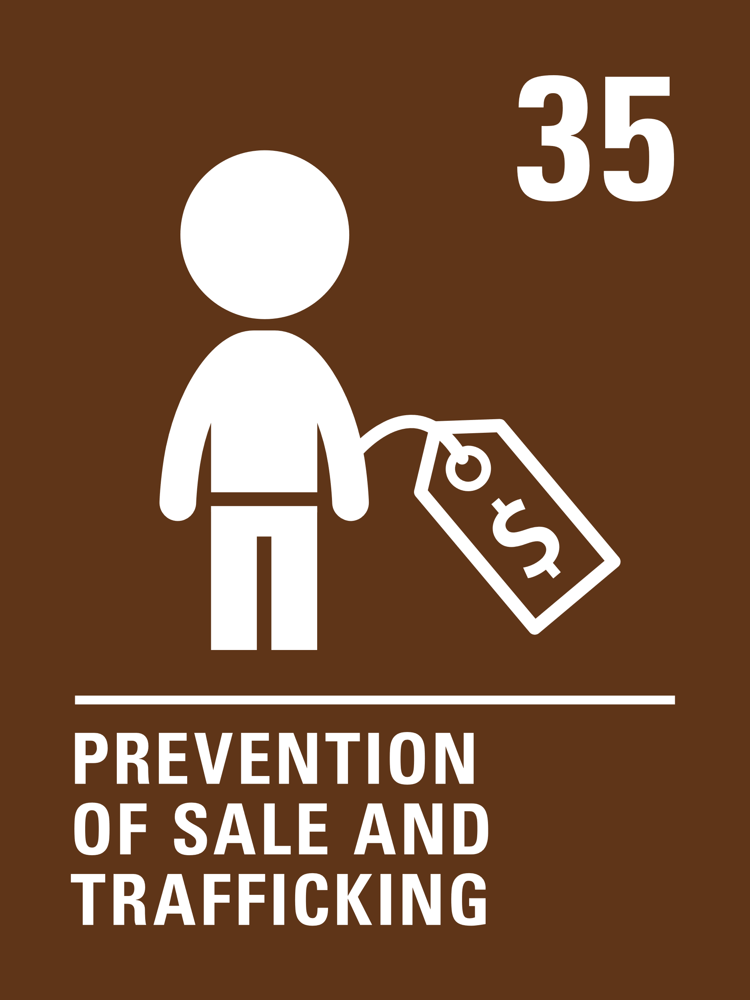 35
$
PREVENTION
OF SALE AND
TRAFFICKING